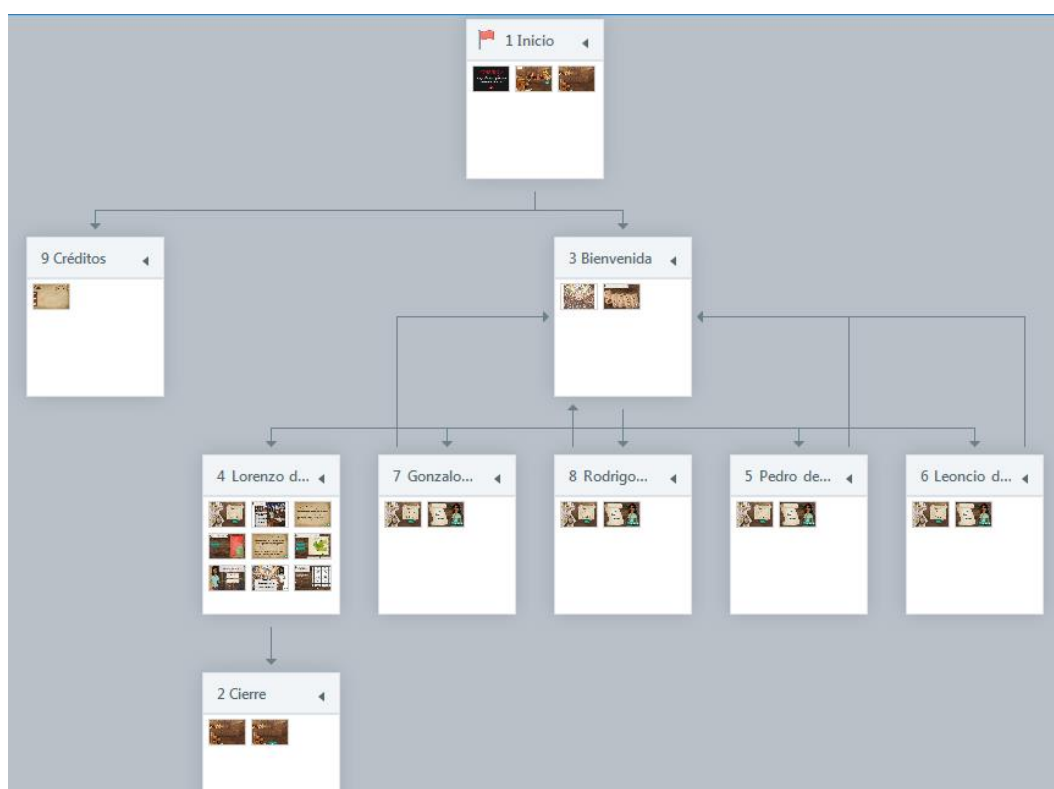 1 Inicio
9 Créditos
3 Bienvenida
4 Lorenzo d...
7 Gonzalo...
8 Rodrigo...
5 Pedro de...
6 Leoncio d...
2 Cierre